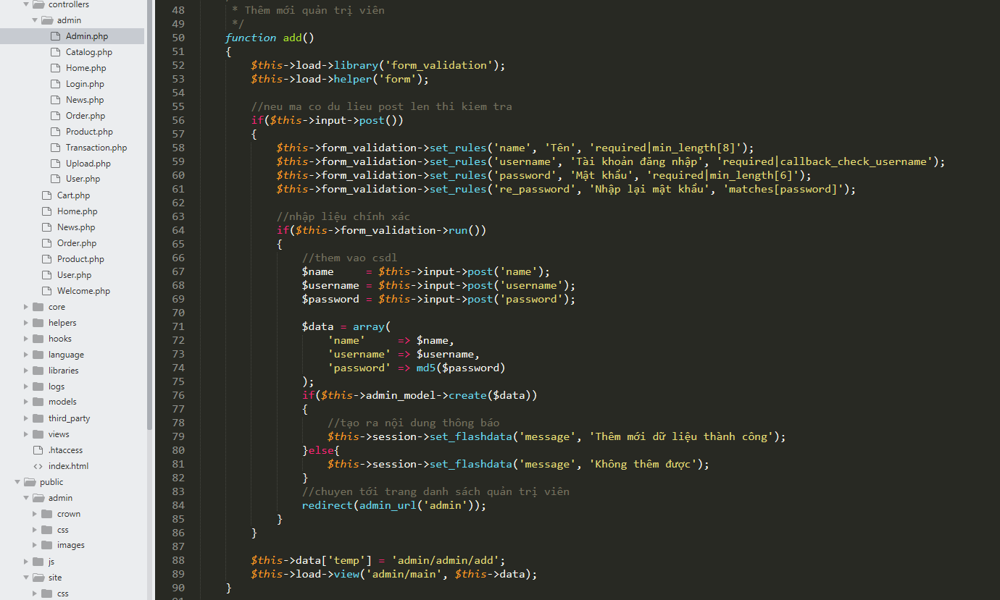 controllers
admin
Admin.php
Catalog.php
Home.php
Login.php
News.php
Order.php
Product.php
Transaction.php
Upload.php
User.php
Cart.php
Home.php
News.php
Order.php
Product.php
User.php
Welcome.php
core
helpers
hooks
language
libraries
logs
models
third_party
views
.htaccess
index.html
public
admin
crown
css
images
js
site
css
48 * Thêm mới quản trị viên
49 */
50 function add()
51 {
52 $this->load->library('form_validation');
53 $this->load->helper('form');
54
55 //neu ma co du lieu post len thi kiem tra
56 if($this->input->post())
57 {
58 $this->form_validation->set_rules('name', 'Tên', 'required|min_length[8]');
59 $this->form_validation->set_rules('username', 'Tài khoản đăng nhập', 'required|callback_check_username');
60 $this->form_validation->set_rules('password', 'Mật khẩu', 'required|min_length[6]');
61 $this->form_validation->set_rules('re_password', 'Nhập lại mật khẩu', 'matches[password]');
62
63 //nhập liệu chính xác
64 if($this->form_validation->run())
65 {
66 //them vao csdl
67 $name     = $this->input->post('name');
68 $username = $this->input->post('username');
69 $password = $this->input->post('password');
70
71 $data = array(
72 'name'     => $name,
73 'username' => $username,
74 'password' => md5($password)
75 );
76 if($this->admin_model->create($data))
77 {
78 //tạo ra nội dung thông báo
79 $this->session->set_flashdata('message', 'Thêm mới dữ liệu thành công');
80 }else{
81 $this->session->set_flashdata('message', 'Không thêm được');
82 }
83 //chuyen tới trang danh sách quản trị viên
84 redirect(admin_url('admin'));
85 }
86 }
87
88 $this->data['temp'] = 'admin/admin/add';
89 $this->load->view('admin/main', $this->data);
90 }